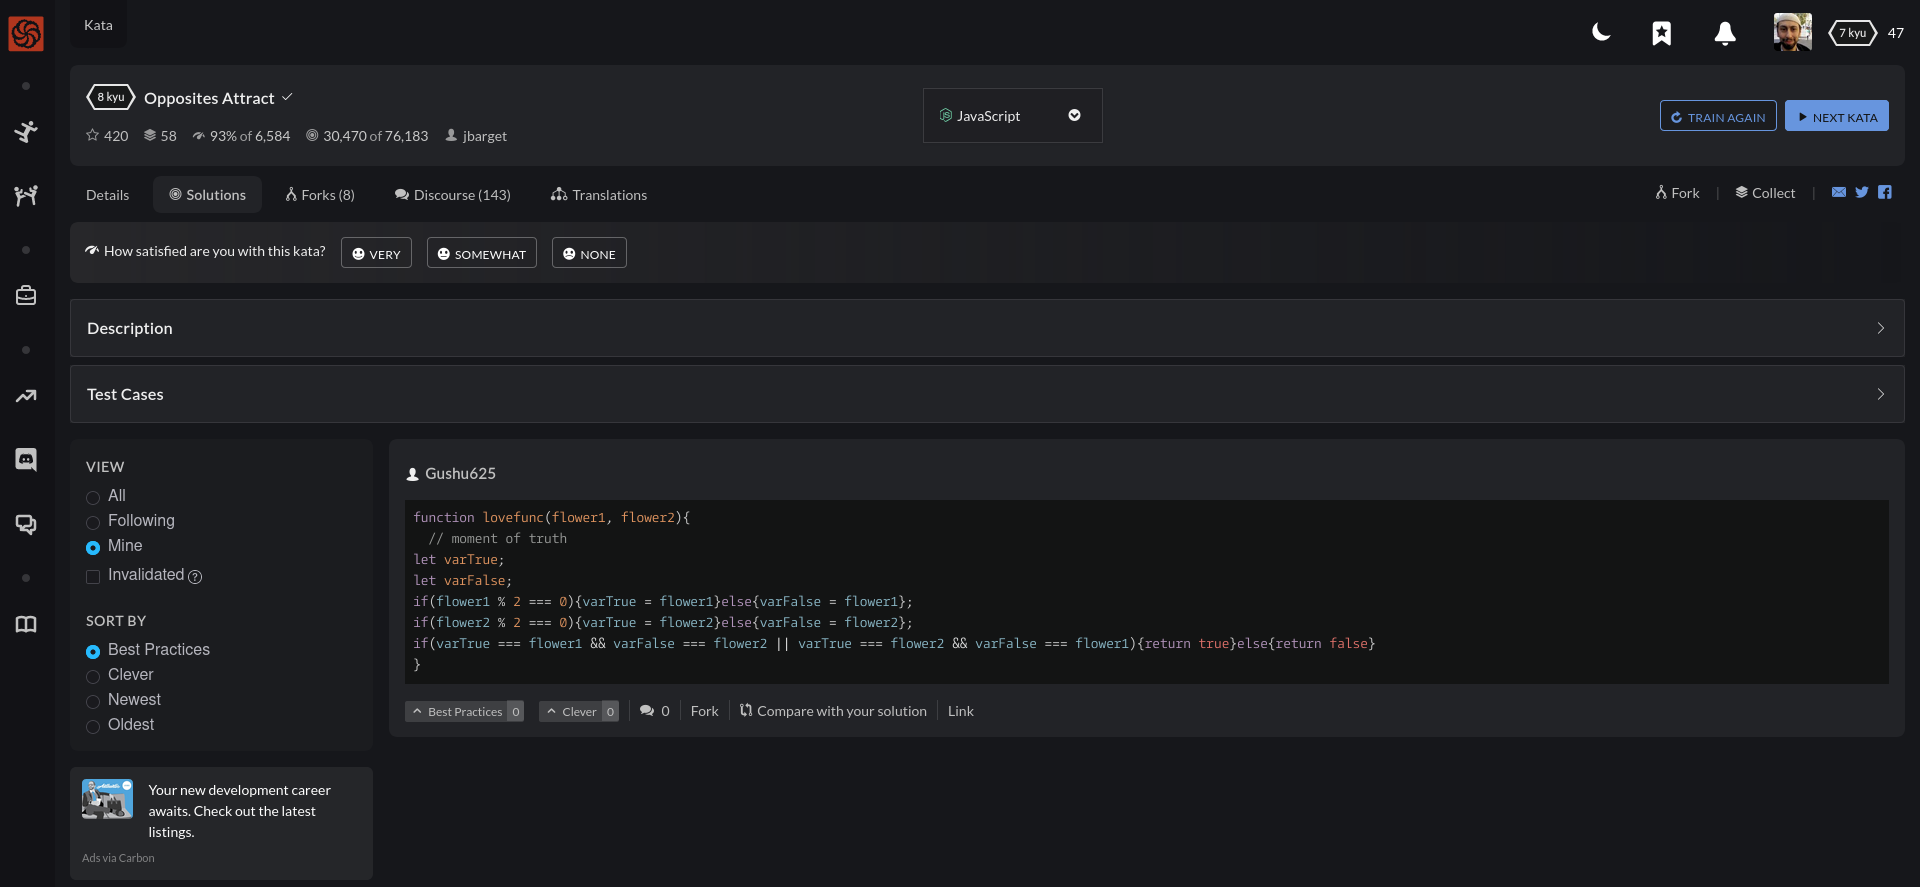 Kata
7 kyu 47
8 kyu Opposites Attract
420 58 93% of 6,584 30,470 of 76,183 jbarget
JavaScript
TRAIN AGAIN NEXT KATA
Details Solutions Forks (8) Discourse (143) Translations
Fork | Collect |
How satisfied are you with this kata? VERY SOMEWHAT NONE
Description
Test Cases
VIEW
All
Following
Mine
Invalidated ?
SORT BY
Best Practices
Clever
Newest
Oldest
Your new development career
awaits. Check out the latest
listings.
Ads via Carbon
Gushu625
function lovefunc(flower1, flower2){
  // moment of truth
let varTrue;
let varFalse;
if(flower1 % 2 === 0){varTrue = flower1}else{varFalse = flower1};
if(flower2 % 2 === 0){varTrue = flower2}else{varFalse = flower2};
if(varTrue === flower1 && varFalse === flower2 || varTrue === flower2 && varFalse === flower1){return true}else{return false}
}
Best Practices 0 Clever 0 0 Fork Compare with your solution Link